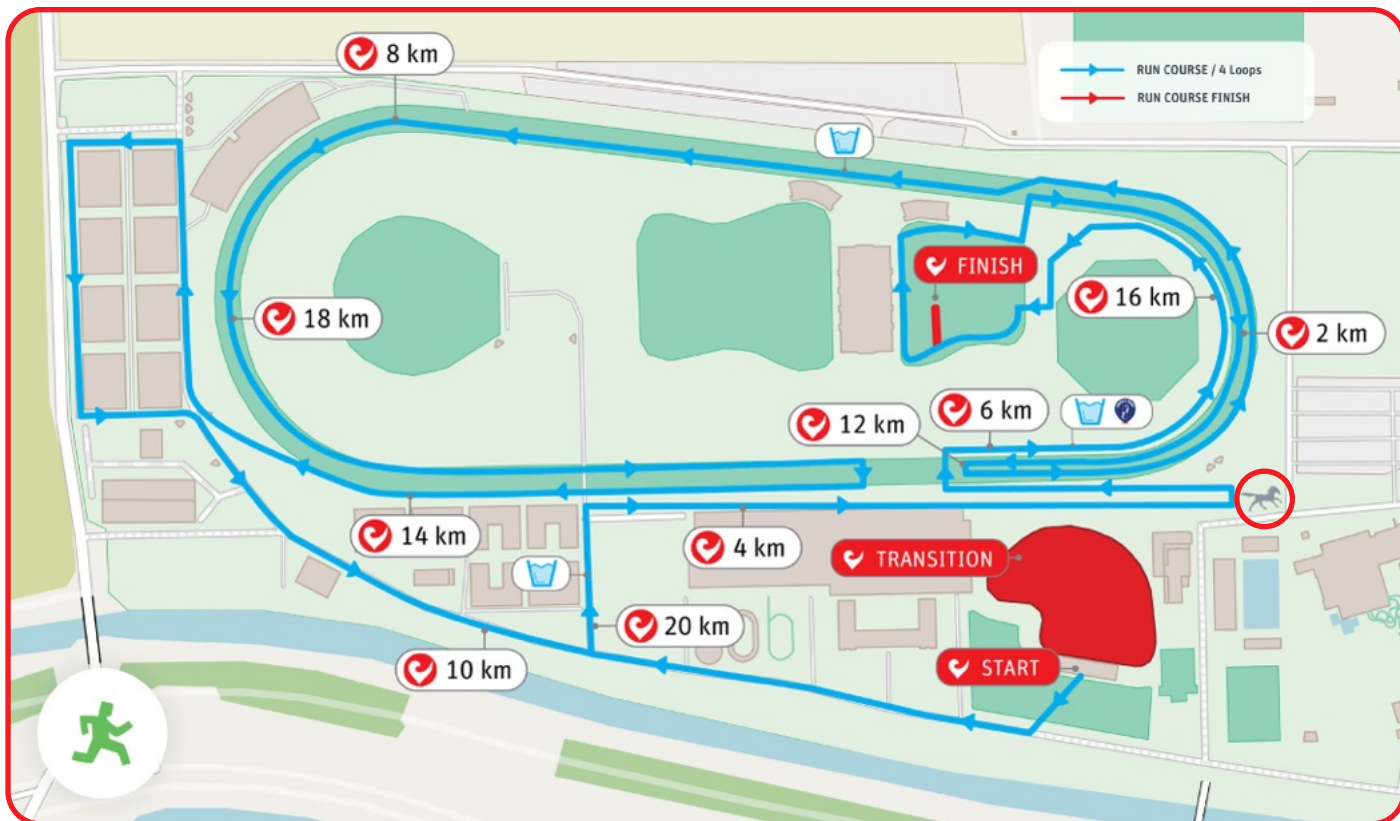 8 km
RUN COURSE / 4 Loops
RUN COURSE FINISH
FINISH
16 km
18 km
2 km
6 km
12 km
14 km
4 km
TRANSITION
20 km
10 km
START